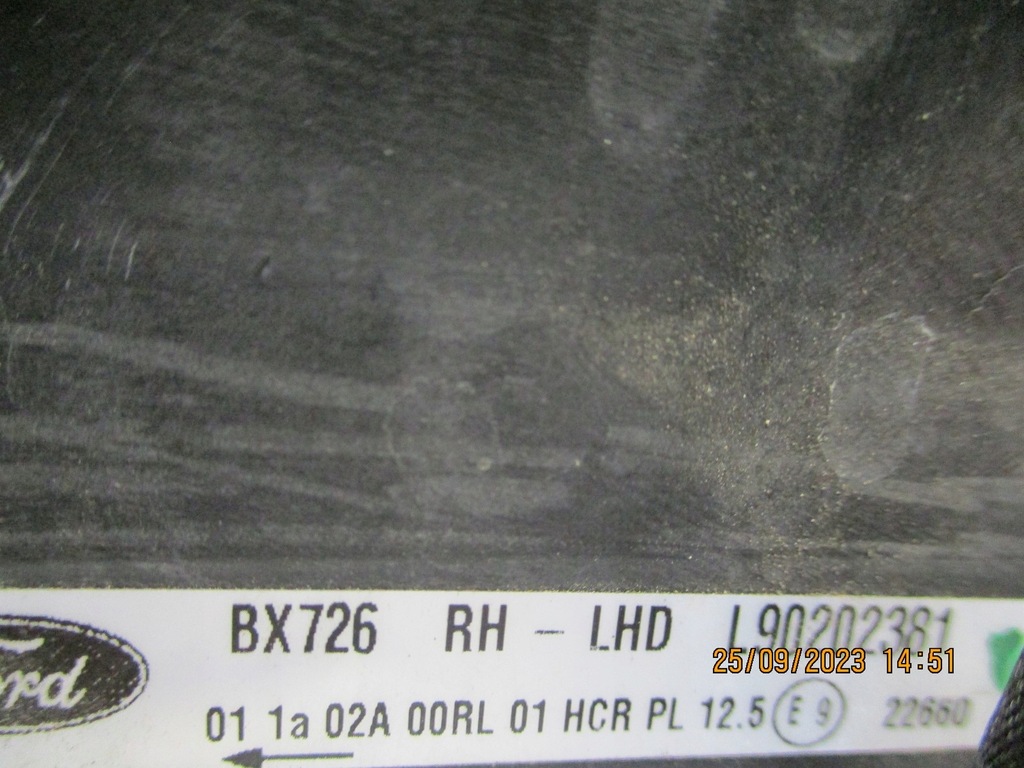 BX726 RH - LHD L90202381
Ford
25/09/2023 14:51
01 1a 02A 00RL 01 HCR PL 12.5 E 9 22660